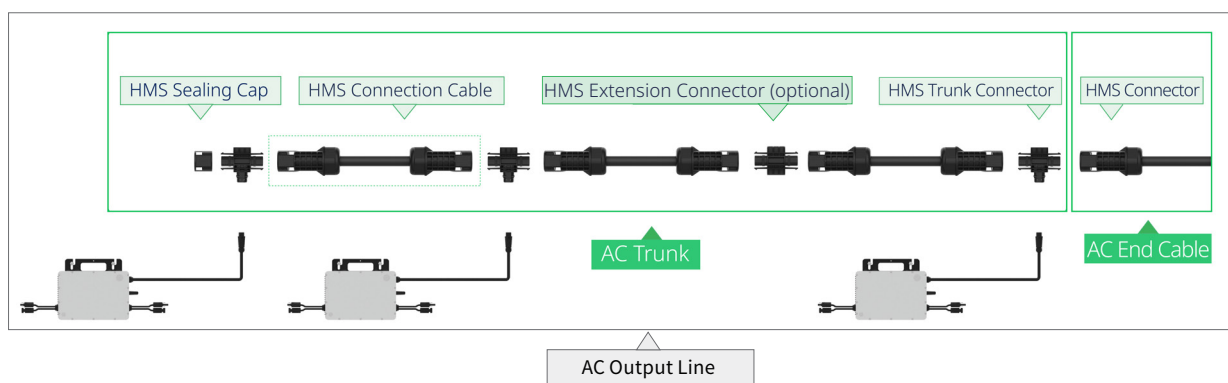 HMS Sealing Cap
HMS Connection Cable
HMS Extension Connector (optional)
HMS Trunk Connector
HMS Connector
AC Trunk
AC End Cable
AC Output Line